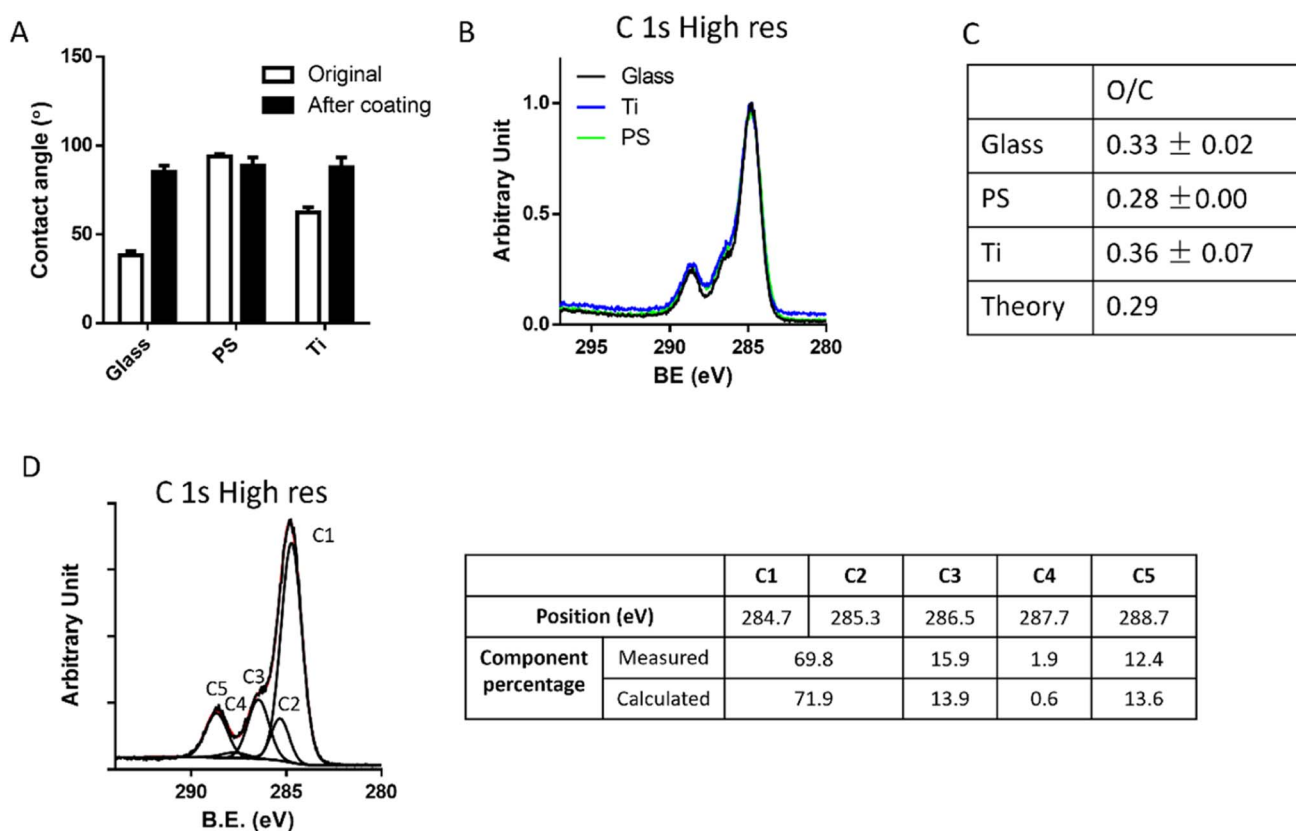 A
150
100
50
0
Contact angle (º)
Original
After coating
Glass
PS
Ti
B
C 1s High res
Glass
Ti
PS
1.0
0.5
0.0
Arbitrary Unit
295
290
285
280
BE (eV)
C
O/C
Glass 0.33 ± 0.02
PS 0.28 ±0.00
Ti 0.36 ± 0.07
Theory 0.29
D
C 1s High res
C1
C3
C5
C4
C2
Arbitrary Unit
290
285
280
B.E. (eV)
C1 C2 C3 C4 C5
Position (eV) 284.7 285.3 286.5 287.7 288.7
Component percentage
Measured 69.8 15.9 1.9 12.4
Calculated 71.9 13.9 0.6 13.6